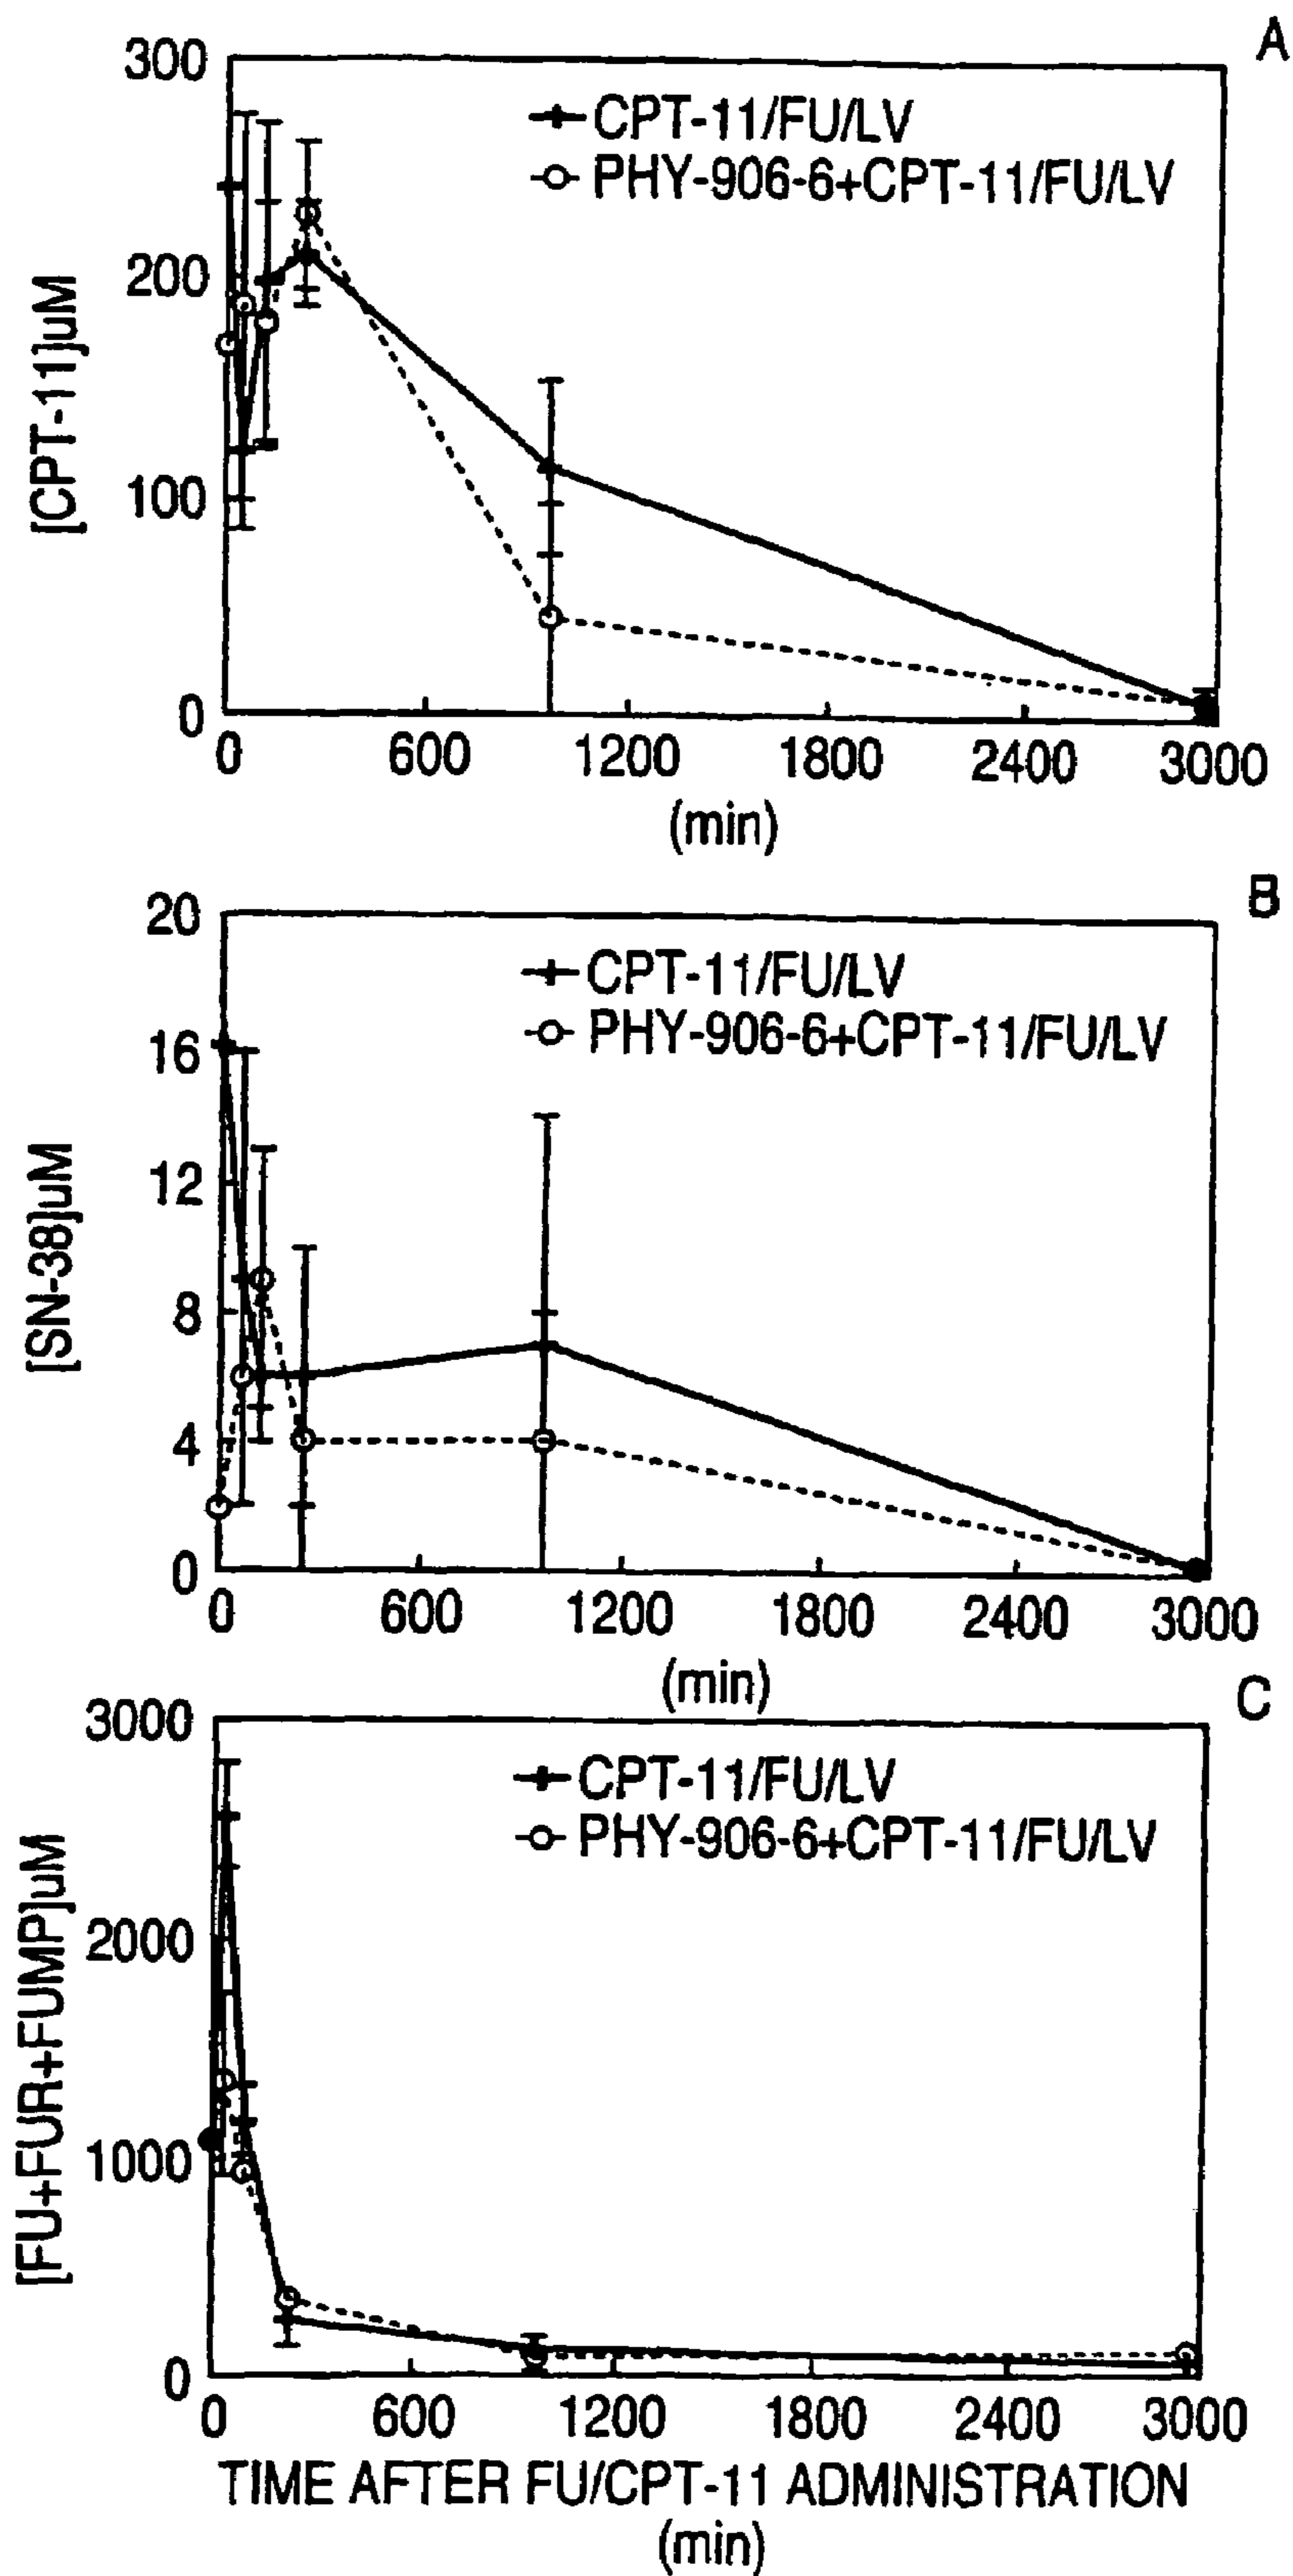 A
300
200
100
0
[CPT-11]uM
CPT-11/FU/LV
PHY-906-6+CPT-11/FU/LV
0 600 1200 1800 2400 3000
(min)
B
20
16
12
8
4
0
[SN-38]uM
CPT-11/FU/LV
PHY-906-6+CPT-11/FU/LV
0 600 1200 1800 2400 3000
(min)
C
3000
2000
1000
0
[FU+FUR+FUMP]uM
CPT-11/FU/LV
PHY-906-6+CPT-11/FU/LV
0 600 1200 1800 2400 3000
TIME AFTER FU/CPT-11 ADMINISTRATION
(min)